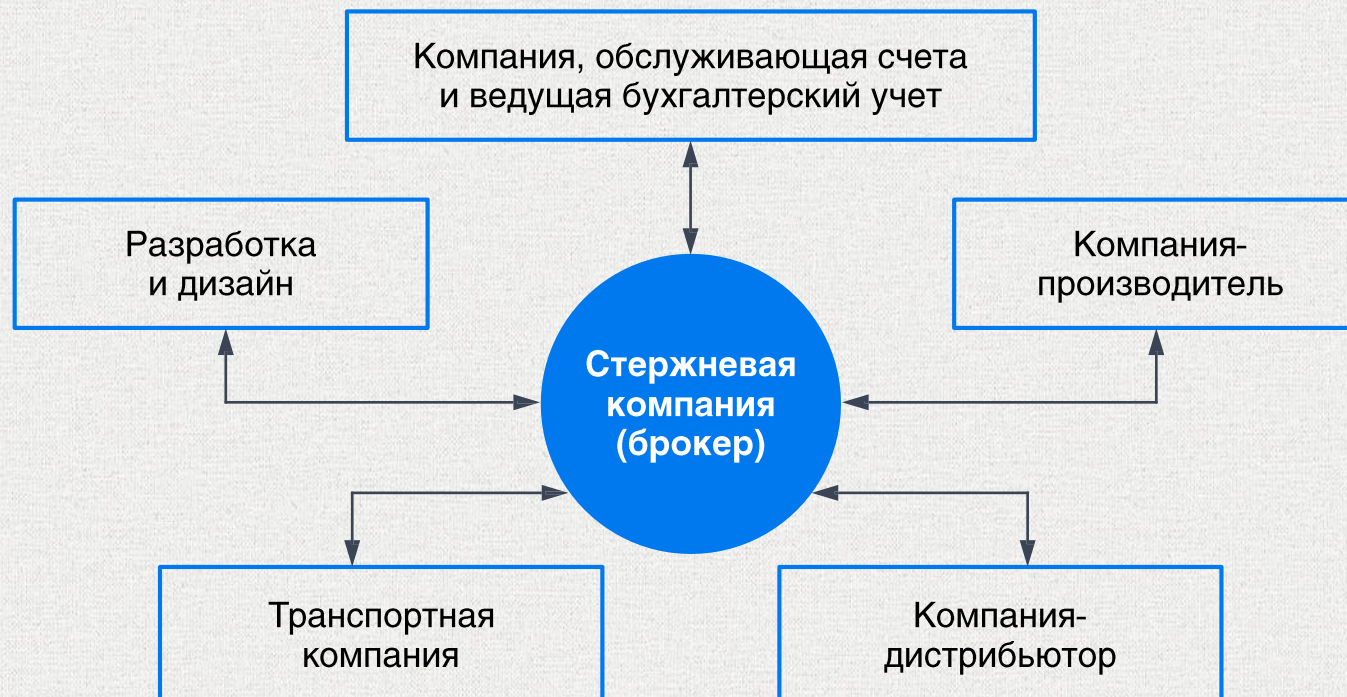 Компания, обслуживающая счета
и ведущая бухгалтерский учет
Разработка
и дизайн
Компания-
производитель
Стержневая
компания
(брокер)
Транспортная
компания
Компания-
дистрибьютор